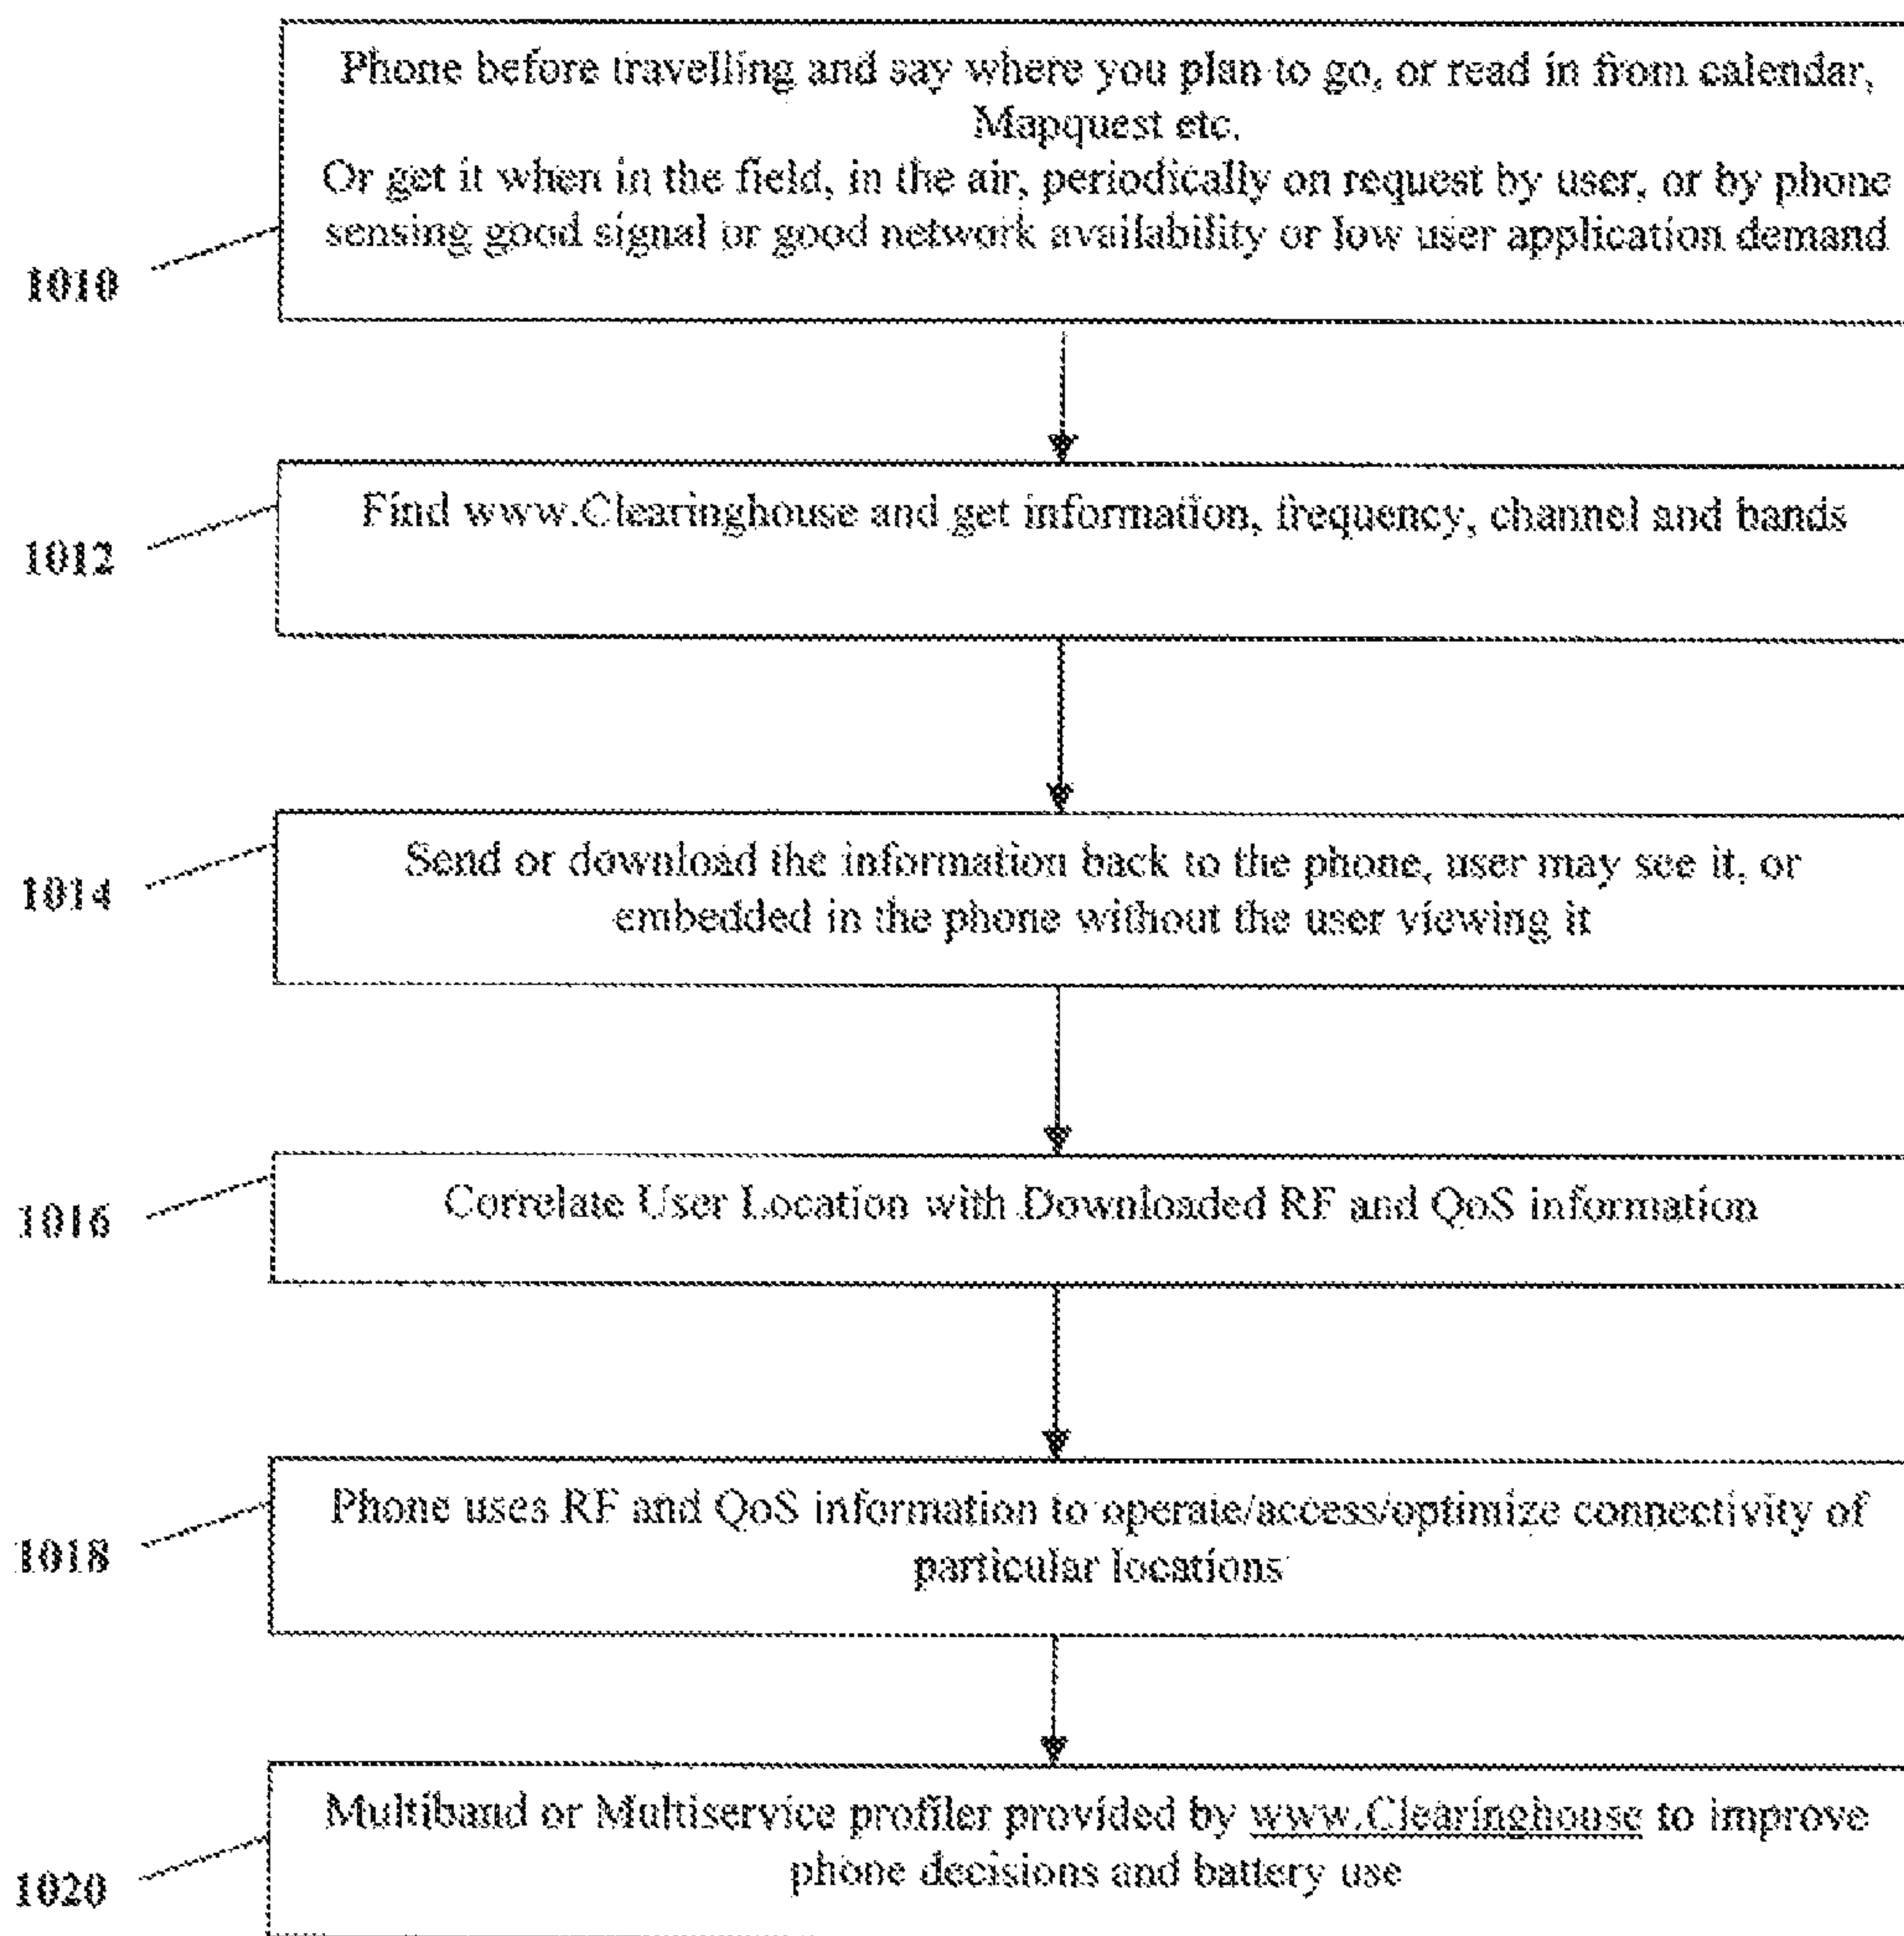 Phone before travelling and say where you plan to go, or read in from calendar,
Mapquest etc.
Or get it when in the field, in the air, periodically on request by user, or by phone
sensing good signal or good network availability or low user application demand
1010
Find www.Clearinghouse and get information, frequency, channel and bands
1012
Send or download the information back to the phone, user may see it, or
embedded in the phone without the user viewing it
1014
Correlate User Location with Downloaded RF and QoS information
1016
Phone uses RF and QoS information to operate/access/optimize connectivity of
particular locations
1018
Multiband or Multiservice profiler provided by www.Clearinghouse to improve
phone decisions and battery use
1020